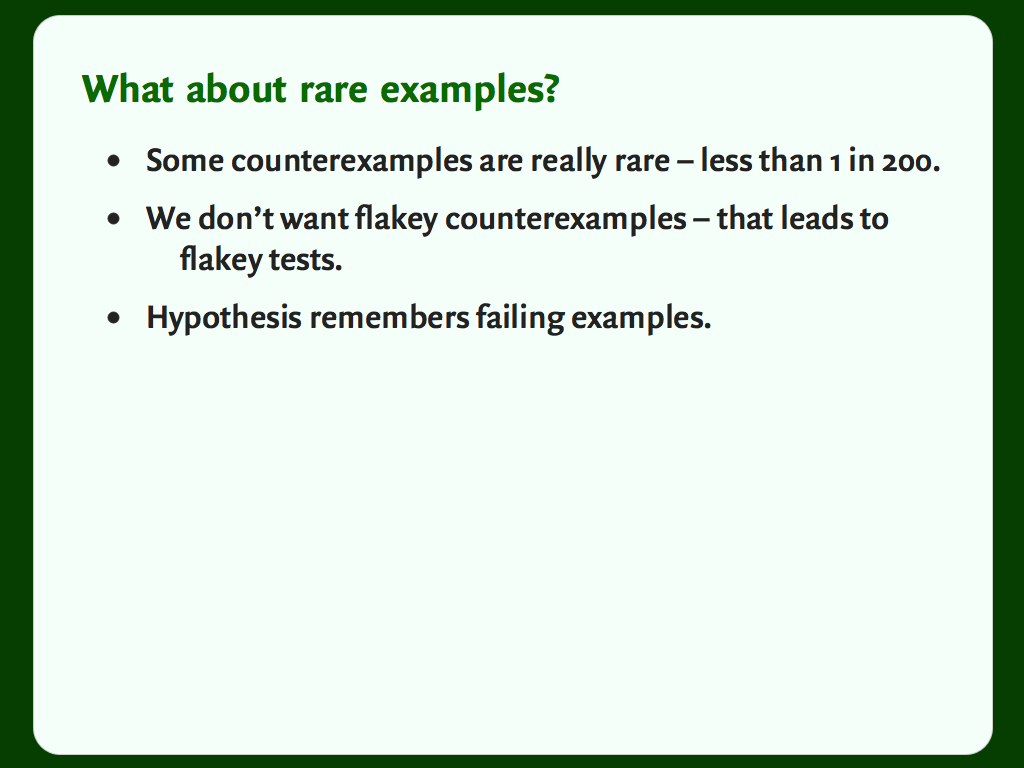 What about rare examples?
• Some counterexamples are really rare – less than 1 in 200.
• We don’t want flakey counterexamples – that leads to
flakey tests.
• Hypothesis remembers failing examples.